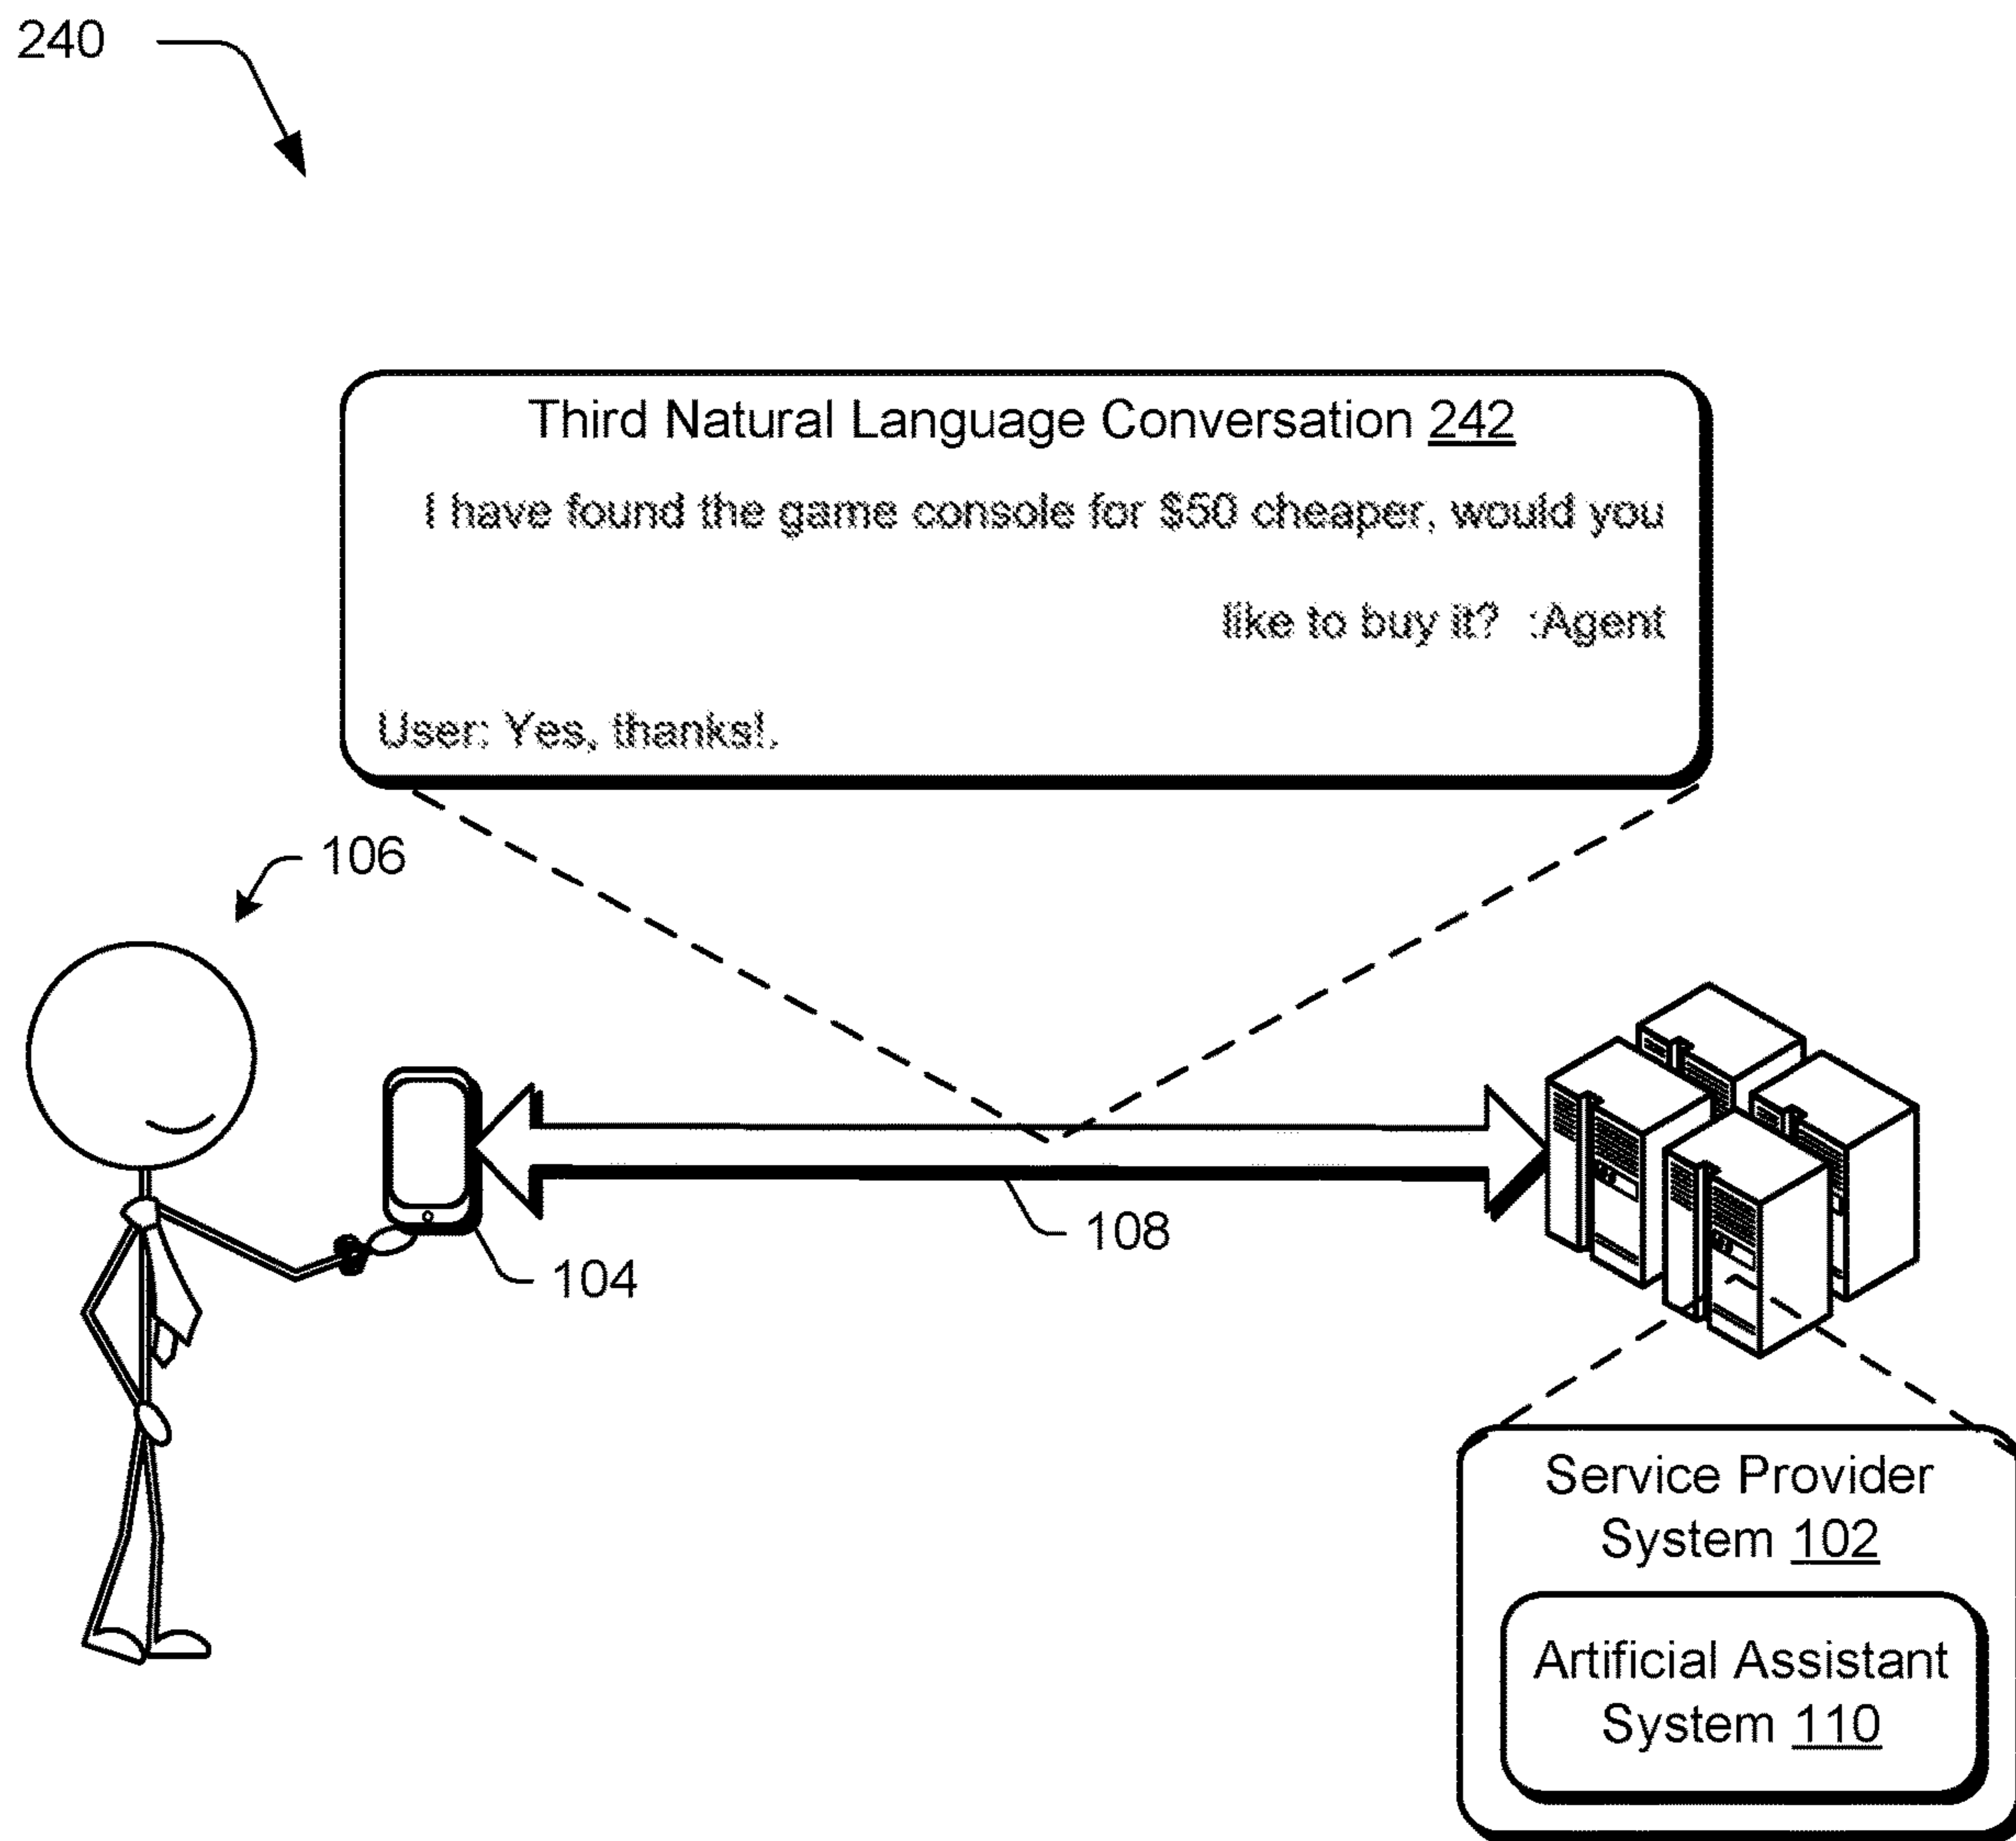 240
Third Natural Language Conversation 242
I have found the game console for $50 cheaper, would you
like to buy it?  :Agent
User: Yes, thanks!.
106
108
104
Service Provider
System 102
Artificial Assistant
System 110